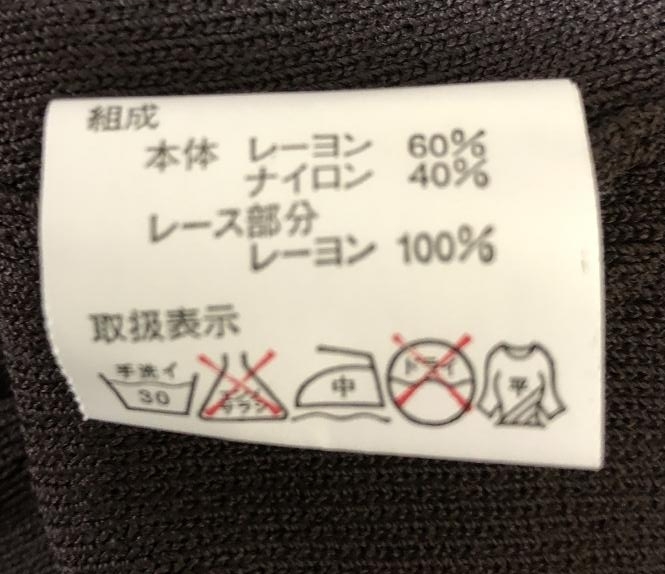 組成
本体 レーヨン 60%
ナイロン 40%
レース部分
レーヨン 100%
取扱表示
手洗イ
30
エンソ
サラシ
中
ドライ
平